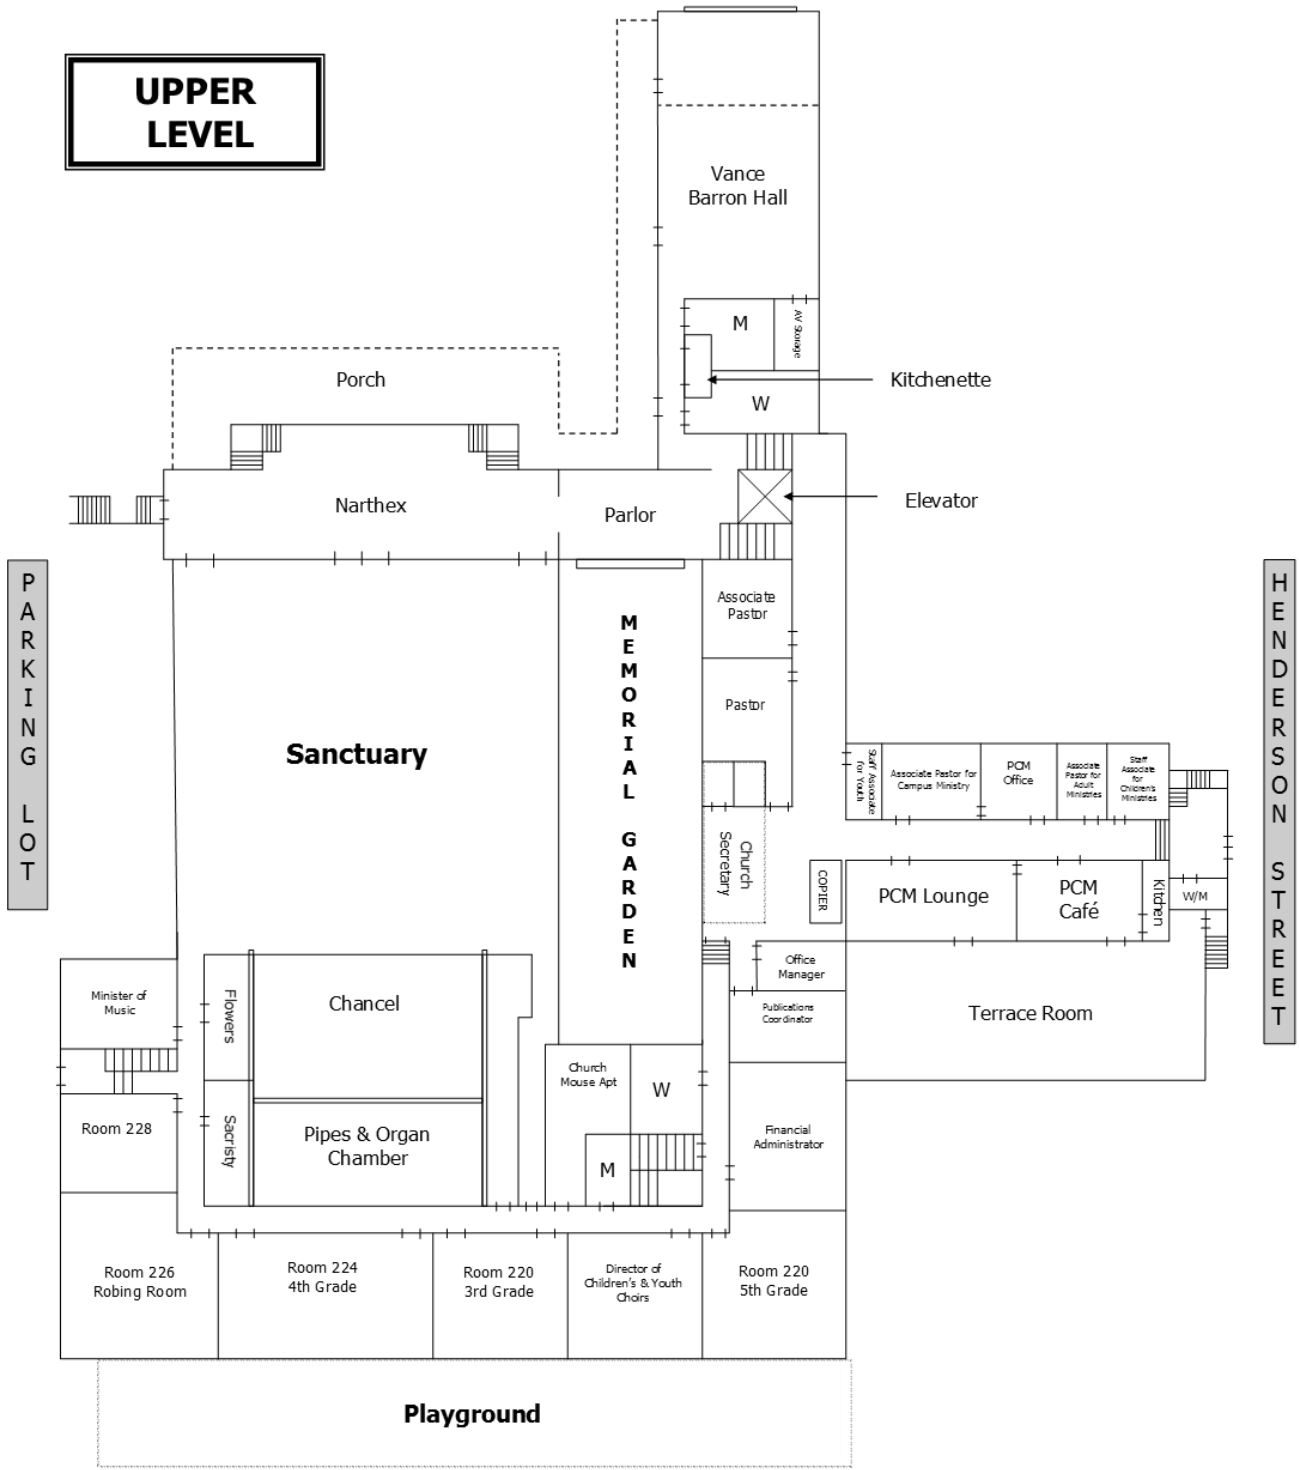 UPPER
LEVEL
Vance
Barron Hall
M
AV Storage
Kitchenette
W
Porch
Elevator
Narthex
Parlor
PARKING LOT
HENDERSON STREET
Associate
Pastor
MEMORIAL GARDEN
Pastor
Sanctuary
Staff Associate
for Youth
Associate Pastor for
Campus Ministry
PCM
Office
Associate
Pastor for
Adult
Ministries
Staff
Associate
for
Children's
Ministries
Church
Secretary
COPIER
PCM Lounge
PCM
Café
Kitchen
W/M
Office
Manager
Minister of
Music
Flowers
Chancel
Publications
Coordinator
Terrace Room
Church
Mouse Apt
W
Room 228
Sacristy
Pipes & Organ
Chamber
M
Financial
Administrator
Room 226
Robing Room
Room 224
4th Grade
Room 220
3rd Grade
Director of
Children's & Youth
Choirs
Room 220
5th Grade
Playground